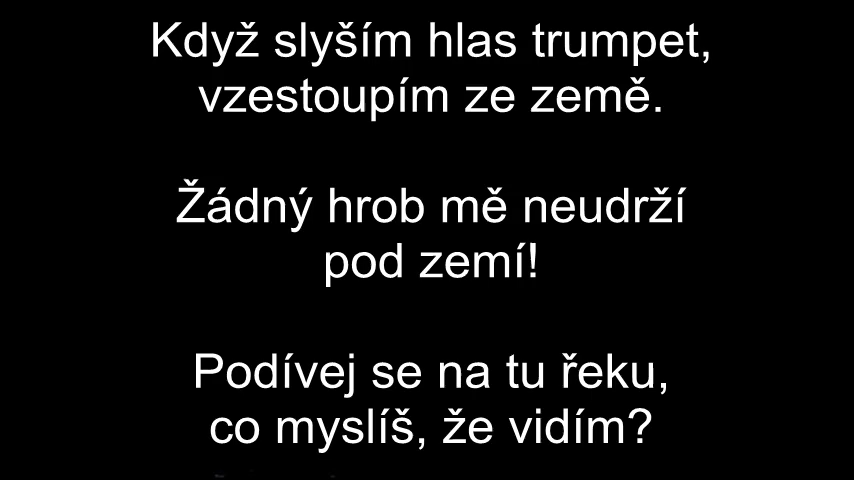 Když slyším hlas trumpet,
vzestoupím ze země.
Žádný hrob mě neudrží
pod zemí!
Podívej se na tu řeku,
co myslíš, že vidím?